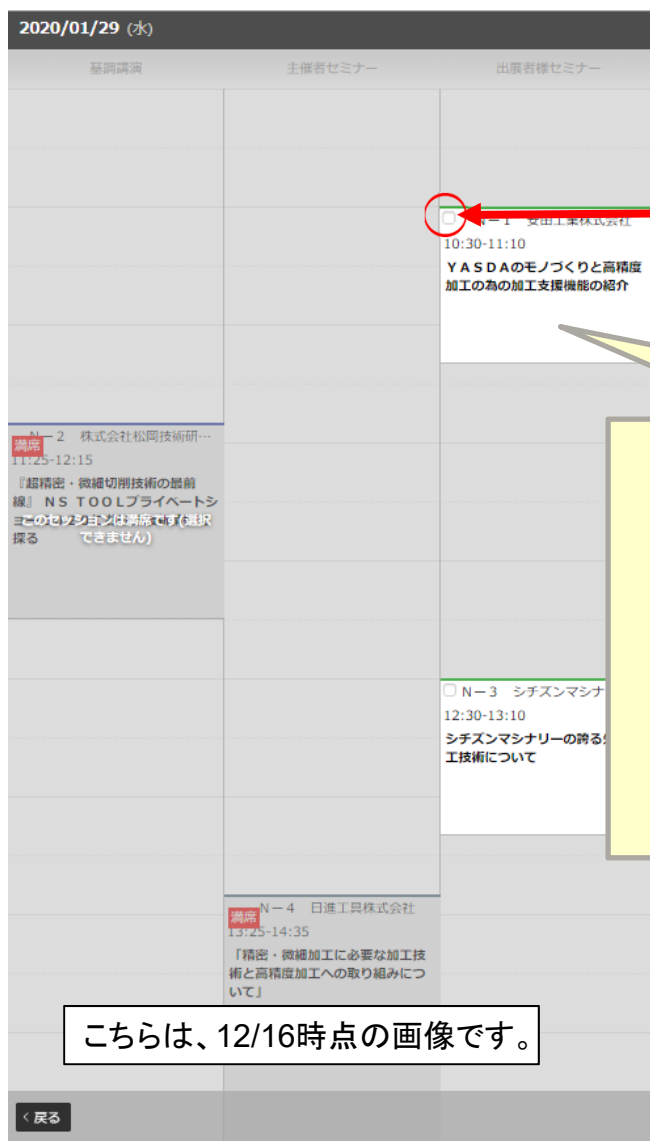 2020/01/29 (水)
基調講演
主催者セミナー
出展者様セミナー
N－1 安田工業株式会社
10:30-11:10
ＹＡＳＤＡのモノづくりと高精度
加工の為の加工支援機能の紹介
N－2 株式会社松岡技術研…
満席
11:25-12:15
『超精密・微細切削技術の最前
線』 ＮＳ ＴＯＯＬプライベートシ
このセッションは満席です(選択
探る
できません)
N－3 シチズンマシナ
12:30-13:10
シチズンマシナリーの誇る
工技術について
N－4 日進工具株式会社
満席
13:25-14:35
「精密・微細加工に必要な加工技
術と高精度加工への取り組みにつ
いて」
こちらは、12/16時点の画像です。
< 戻る